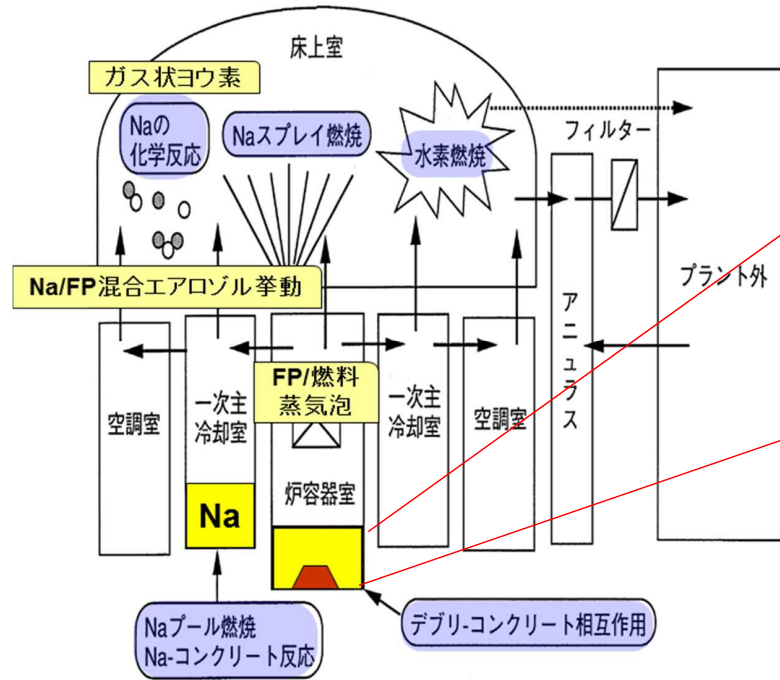 床上室
ガス状ヨウ素
Naの
化学反応
Naスプレイ燃焼
水素燃焼
フィルター
プラント外
Na/FP混合エアロゾル挙動
アニュラス
FP/燃料
蒸気泡
空調室
一次主
冷却室
一次主
冷却室
空調室
炉容器室
Na
Naプール燃焼
Na-コンクリート反応
デブリ-コンクリート相互作用